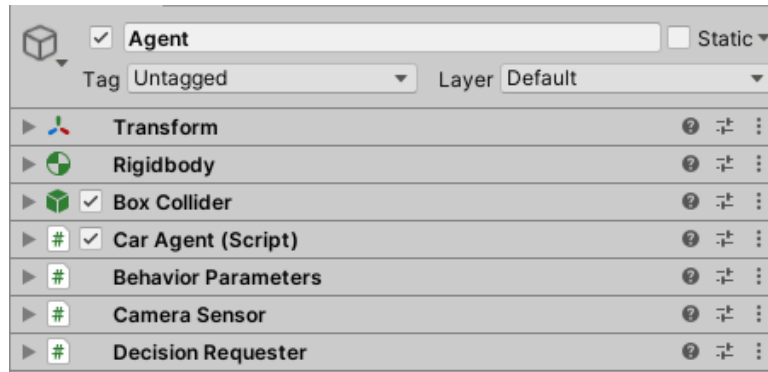 Agent Static
Tag Untagged Layer Default
Transform
Rigidbody
Box Collider
# Car Agent (Script)
# Behavior Parameters
# Camera Sensor
# Decision Requester